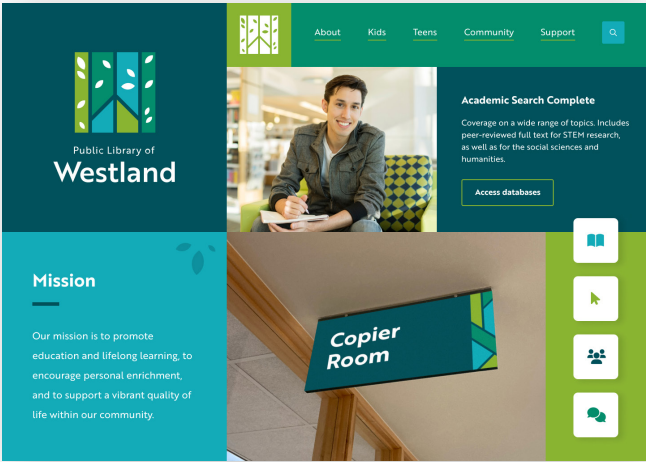 Public Library of
Westland
About
Kids
Teens
Community
Support
Academic Search Complete
Coverage on a wide range of topics. Includes
peer-reviewed full text for STEM research,
as well as for the social sciences and
humanities.
Access databases
Mission
Our mission is to promote
education and lifelong learning, to
encourage personal enrichment,
and to support a vibrant quality of
life within our community.
Copier
Room